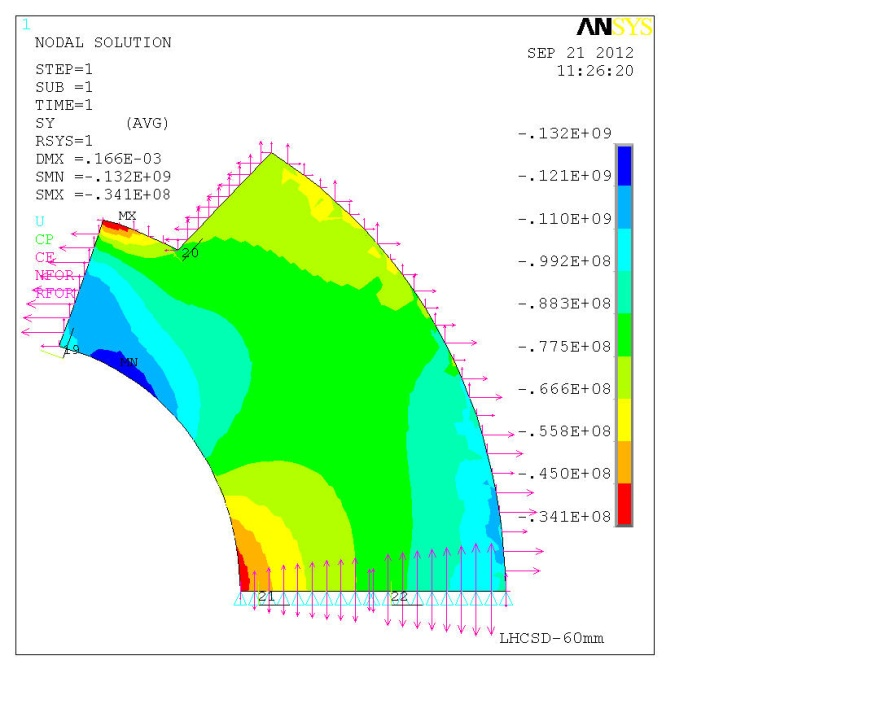 1
ANSYS
NODAL SOLUTION
SEP 21 2012
11:26:20
STEP=1
SUB =1
TIME=1
SY (AVG)
RSYS=1
DMX =.166E-03
SMN =-.132E+09
SMX =-.341E+08
U
CP
CE
NFOR
RFOR
MX
20
19
MN
21
22
-.132E+09
-.121E+09
-.110E+09
-.992E+08
-.883E+08
-.775E+08
-.666E+08
-.558E+08
-.450E+08
-.341E+08
LHCSD-60mm